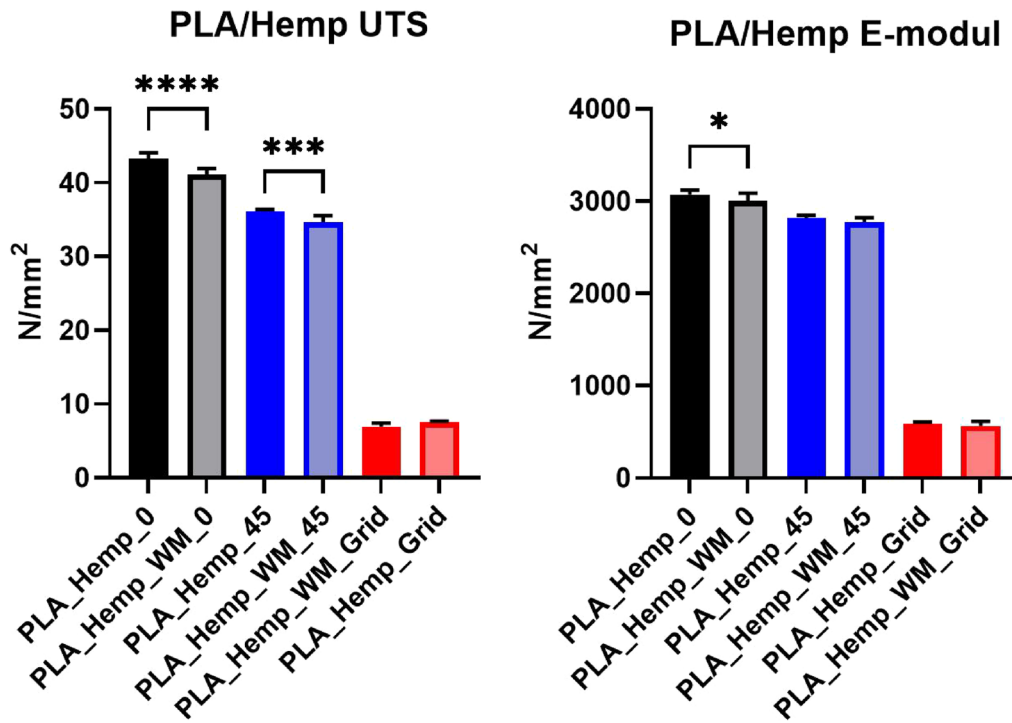 PLA/Hemp UTS
****
***
50
40
30
20
10
0
N/mm²
PLA_Hemp_0
PLA_Hemp_WM_0
PLA_Hemp_45
PLA_Hemp_WM_45
PLA_Hemp_WM_Grid
PLA_Hemp_Grid
PLA/Hemp E-modul
*
4000
3000
2000
1000
0
N/mm²
PLA_Hemp_0
PLA_Hemp_WM_0
PLA_Hemp_45
PLA_Hemp_WM_45
PLA_Hemp_Grid
PLA_Hemp_WM_Grid